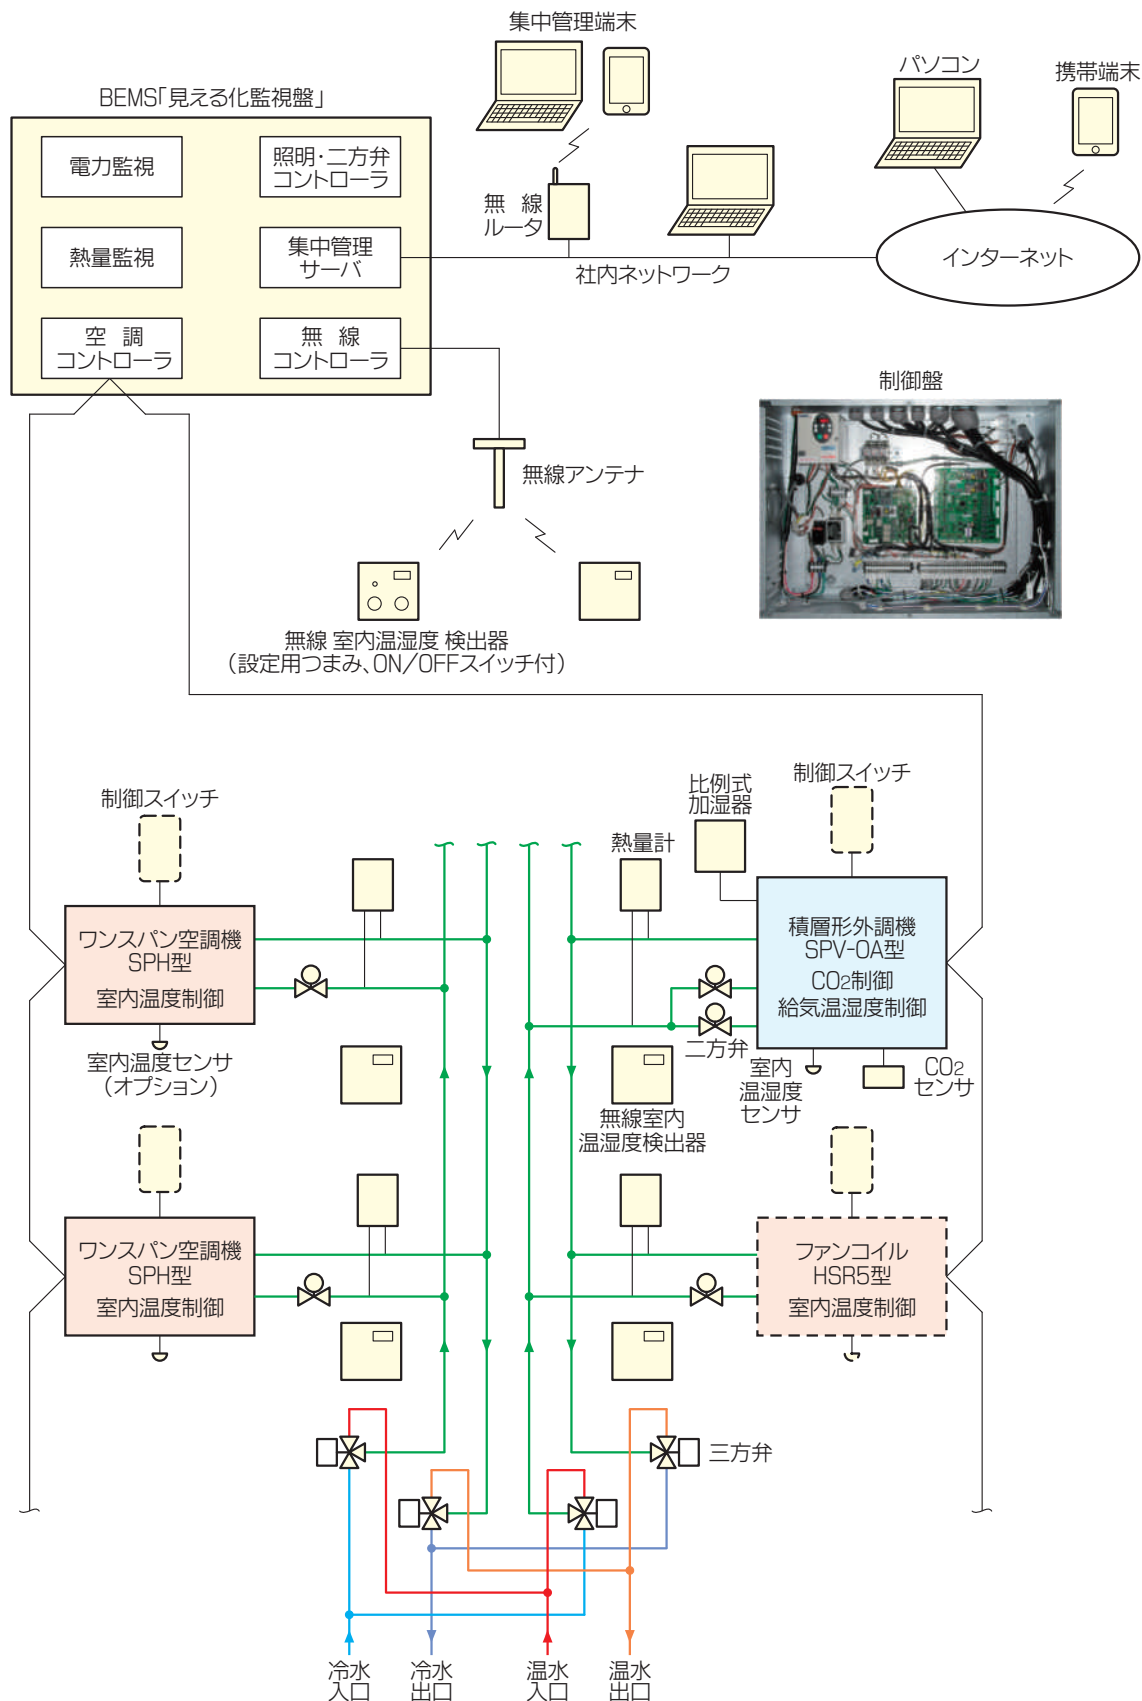 集中管理端末
パソコン
携帯端末
BEMS「見える化監視盤」
電力監視
照明・二方弁
コントローラ
無 線
ルータ
熱量監視
集中管理
サーバ
社内ネットワーク
インターネット
空 調
コントローラ
無 線
コントローラ
制御盤
無線アンテナ
無線 室内温湿度 検出器
（設定用つまみ、ON/OFFスイッチ付）
制御スイッチ
比例式
加湿器
制御スイッチ
熱量計
ワンスパン空調機
SPH型
室内温度制御
積層形外調機
SPV-OA型
CO2制御
給気温湿度制御
二方弁
室内温度センサ
（オプション）
室内
温湿度
センサ
CO2
センサ
無線室内
温湿度検出器
ワンスパン空調機
SPH型
室内温度制御
ファンコイル
HSR5型
室内温度制御
三方弁
冷水
入口
冷水
出口
温水
入口
温水
出口